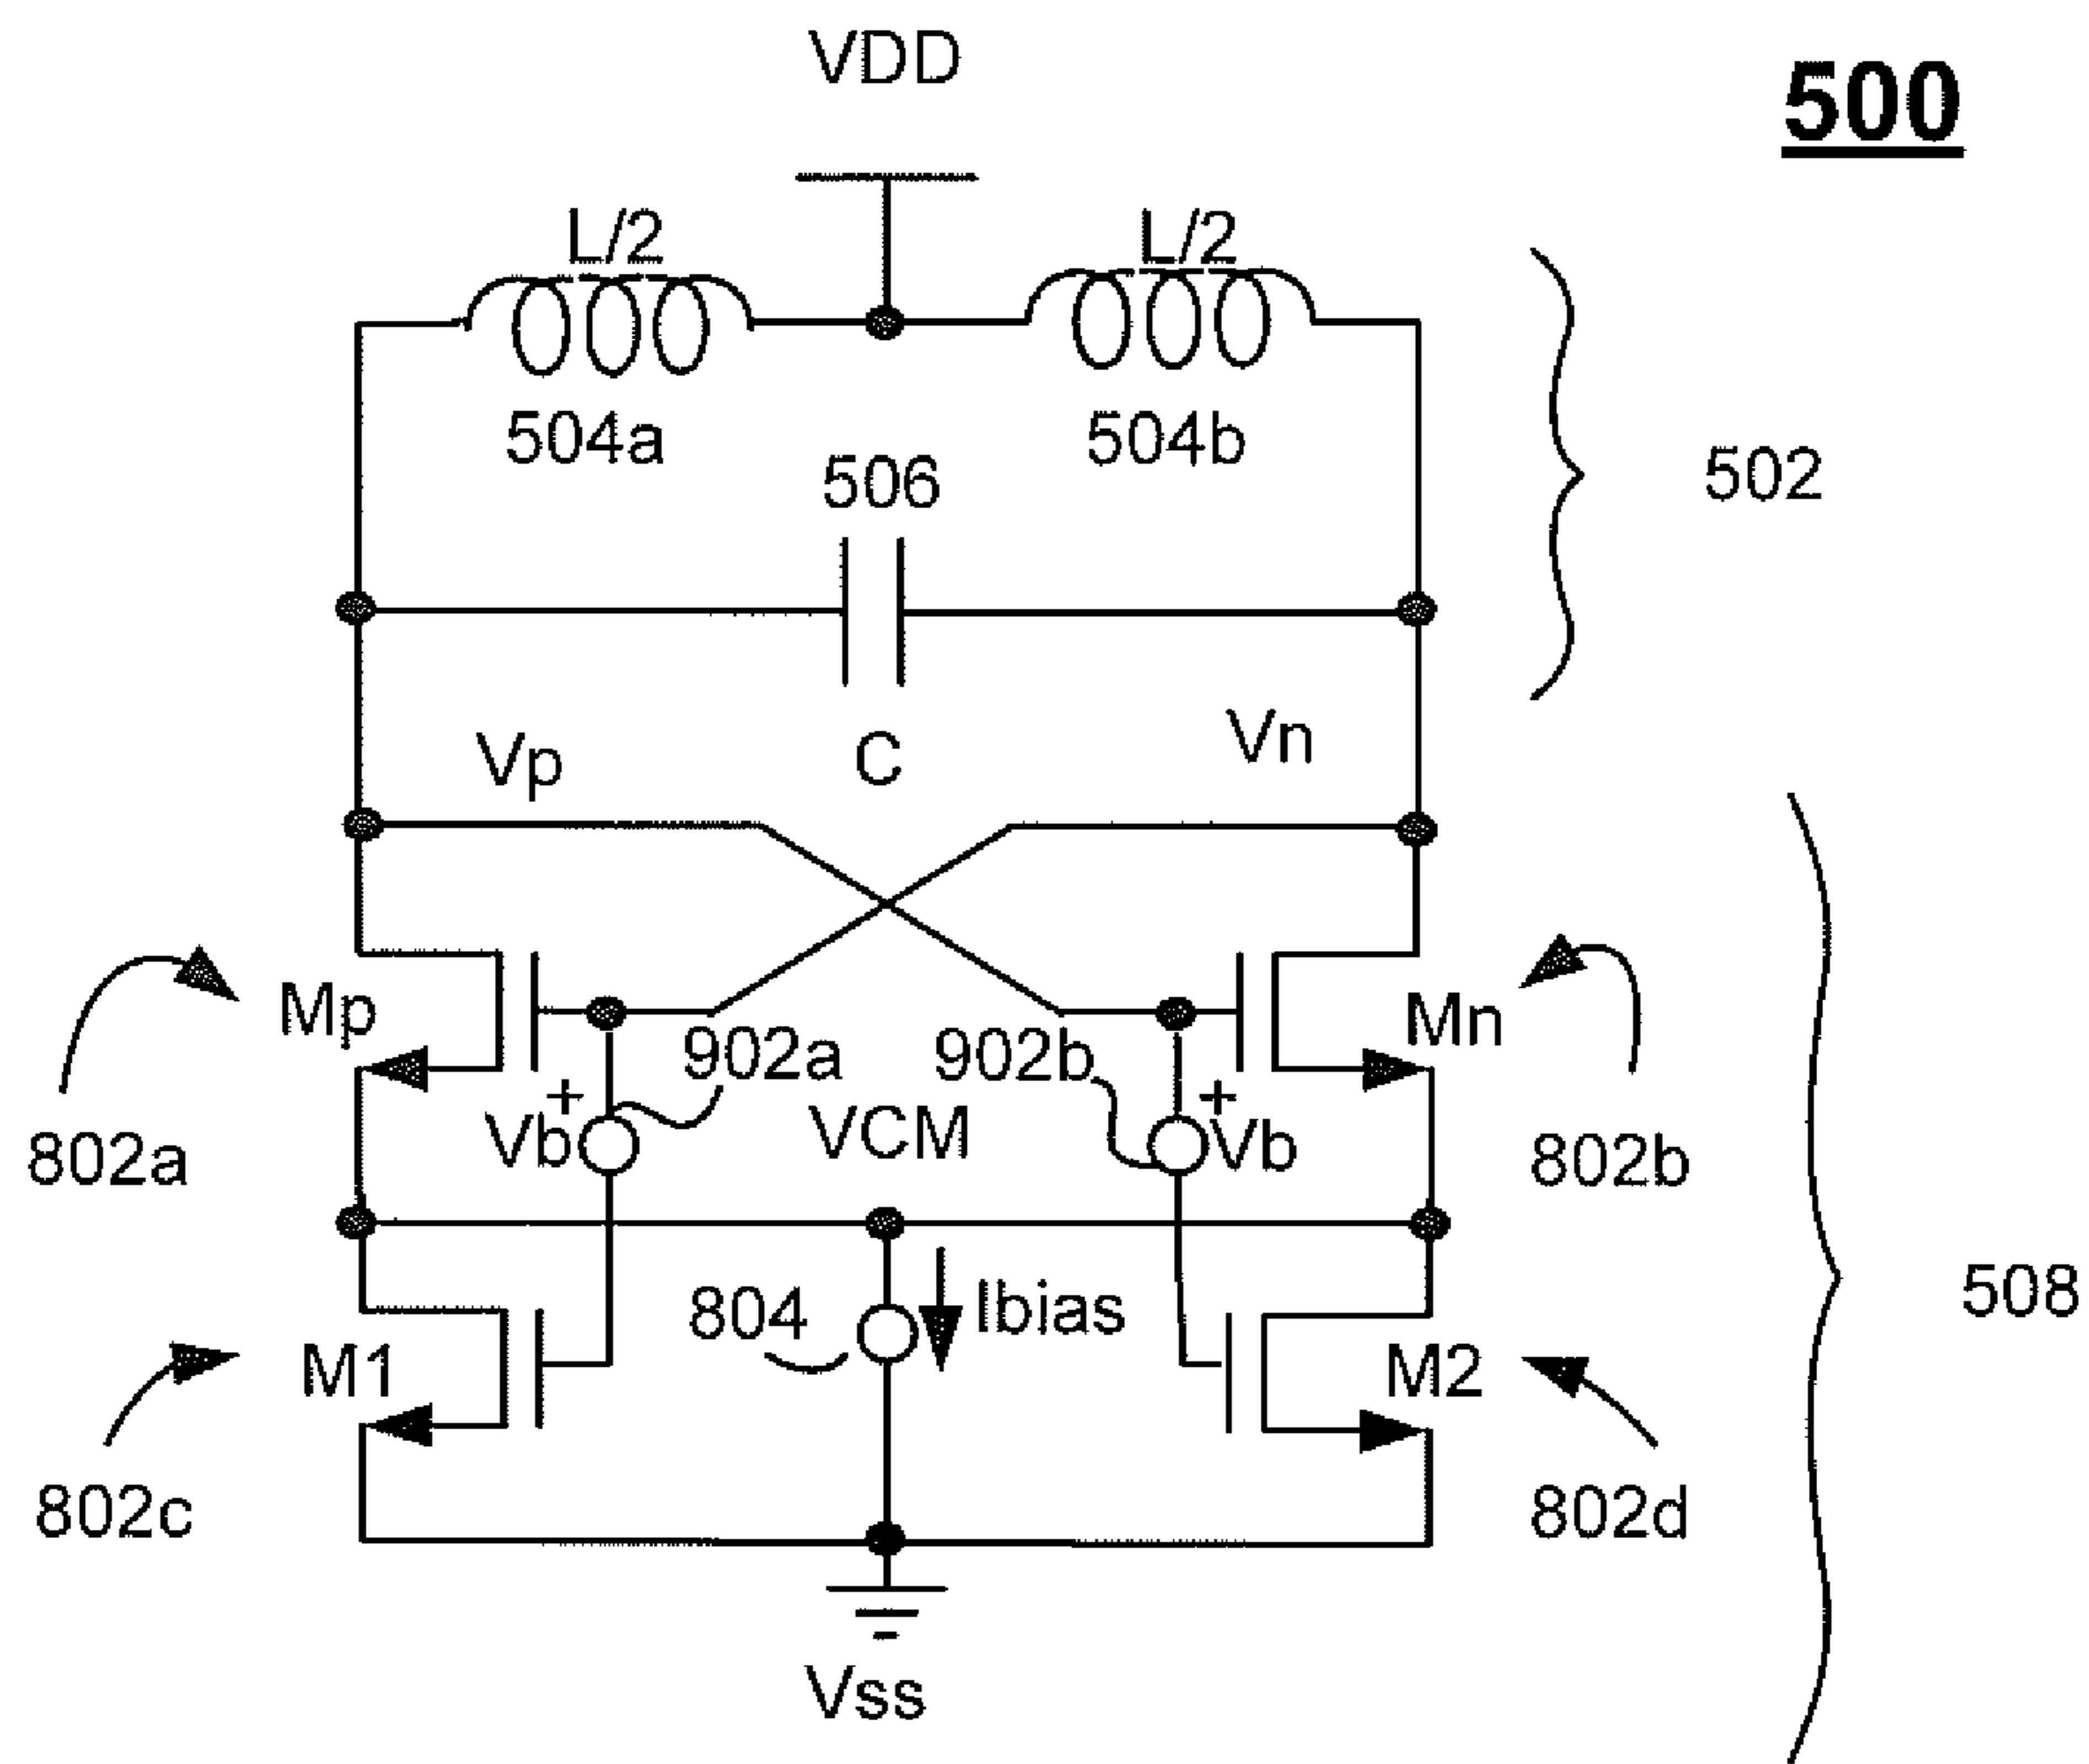 VDD
500
L/2
L/2
504a
504b
506
502
Vp
C
Vn
Mp
Mn
902a
902b
+
+
Vb
VCM
Vb
802a
802b
804
Ibias
508
M1
M2
802c
802d
Vss